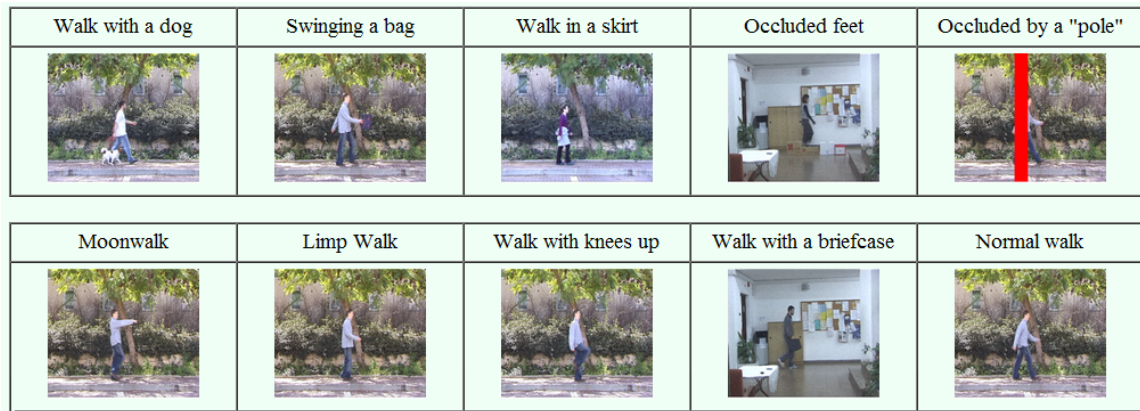 Walk with a dog
Swinging a bag
Walk in a skirt
Occluded feet
Occluded by a "pole"
Moonwalk
Limp Walk
Walk with knees up
Walk with a briefcase
Normal walk